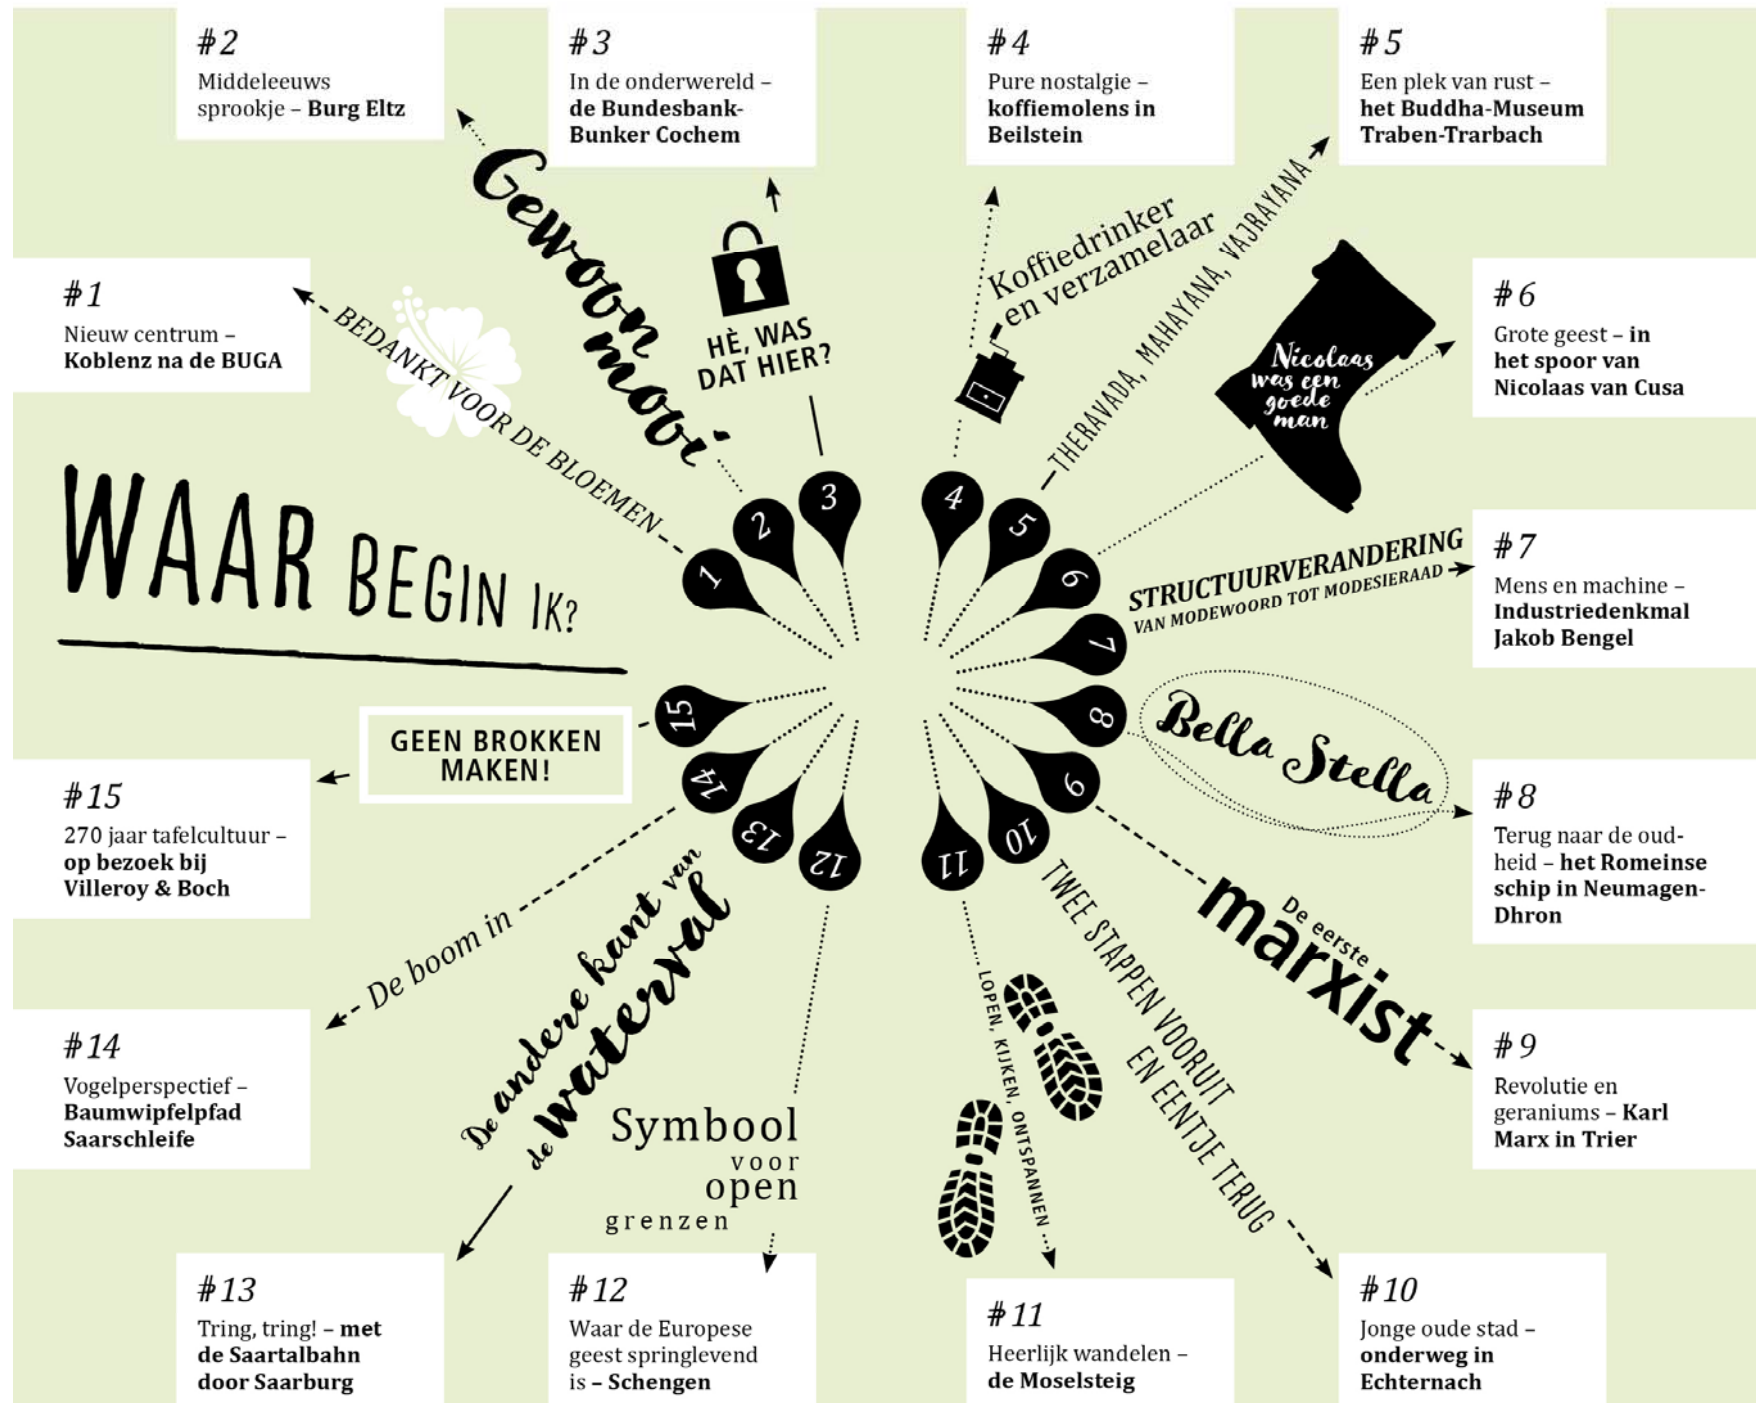 #2
Middeleeuws
sprookje – Burg Eltz
#3
In de onderwereld –
de Bundesbank-
Bunker Cochem
#4
Pure nostalgie –
koffiemolens in
Beilstein
#5
Een plek van rust –
het Buddha-Museum
Traben-Trarbach
#1
Nieuw centrum –
Koblenz na de BUGA
BEDANKT VOOR DE BLOEMEN
Gewoon
mooi
HÈ, WAS
DAT HIER?
Koffiedrinker
en verzamelaar
THERAVADA, MAHAYANA, VAJRAYANA
Nicolaas
was een
goede
man
#6
Grote geest – in
het spoor van
Nicolaas van Cusa
WAAR BEGIN IK?
1
2
3
4
5
6
7
8
9
10
11
12
13
14
15
STRUCTUURVERANDERING
VAN MODEWOORD TOT MODESIERAAD
#7
Mens en machine –
Industriedenkmal
Jakob Bengel
GEEN BROKKEN
MAKEN!
Bella Stella
#15
270 jaar tafelcultuur –
op bezoek bij
Villeroy & Boch
#8
Terug naar de oud-
heid – het Romeinse
schip in Neumagen-
Dhron
De boom in
De andere kant van
de waterval
Symbool
voor
open
grenzen
LOPEN, KIJKEN, ONTSPANNEN
TWEE STAPPEN VOORUIT
EN EENTJE TERUG
De eerste
marxist
#14
Vogelperspectief –
Baumwipfelpfad
Saarschleife
#9
Revolutie en
geraniums – Karl
Marx in Trier
#13
Tring, tring! – met
de Saartalbahn
door Saarburg
#12
Waar de Europese
geest springlevend
is – Schengen
#11
Heerlijk wandelen –
de Moselsteig
#10
Jonge oude stad –
onderweg in
Echternach